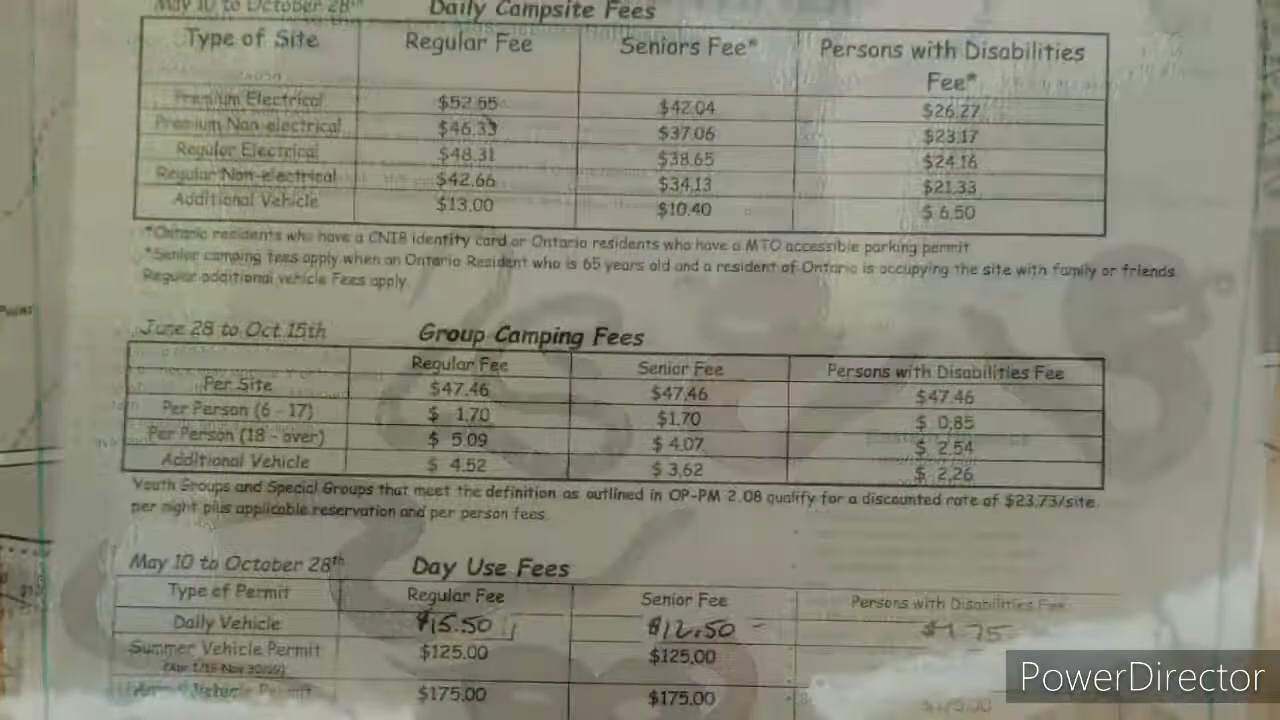 May 10 to October 28th Daily Campsite Fees
Type of Site Regular Fee Seniors Fee* Persons with Disabilities Fee*
Premium Electrical $52.55 $42.04 $26.27
Premium Non-electrical $46.33 $37.06 $23.17
Regular Electrical $48.31 $38.65 $24.16
Regular Non-electrical $42.66 $34.13 $21.33
Additional Vehicle $13.00 $10.40 $ 6.50
*Ontario residents who have a CNIB identity card or Ontario residents who have a MTO accessible parking permit
*Senior camping fees apply when an Ontario Resident who is 65 years old and a resident of Ontario is occupying the site with family or friends
Regular additional vehicle Fees apply.
June 28 to Oct 15th Group Camping Fees
Regular Fee Senior Fee Persons with Disabilities Fee
Per Site $47.46 $47.46 $47.46
Per Person (6 - 17) $ 1.70 $1.70 $ 0.85
Per Person (18 - over) $ 5.09 $ 4.07 $ 2.54
Additional Vehicle $ 4.52 $ 3.62 $ 2.26
Youth Groups and Special Groups that meet the definition as outlined in OP-PM 2.08 qualify for a discounted rate of $23.73/site
per night plus applicable reservation and per person fees.
May 10 to October 28th Day Use Fees
Type of Permit Regular Fee Senior Fee Persons with Disabilities Fee
Daily Vehicle $15.50 $12.50
Summer Vehicle Permit $125.00 $125.00
Permit $175.00 $175.00 $175.00
PowerDirector